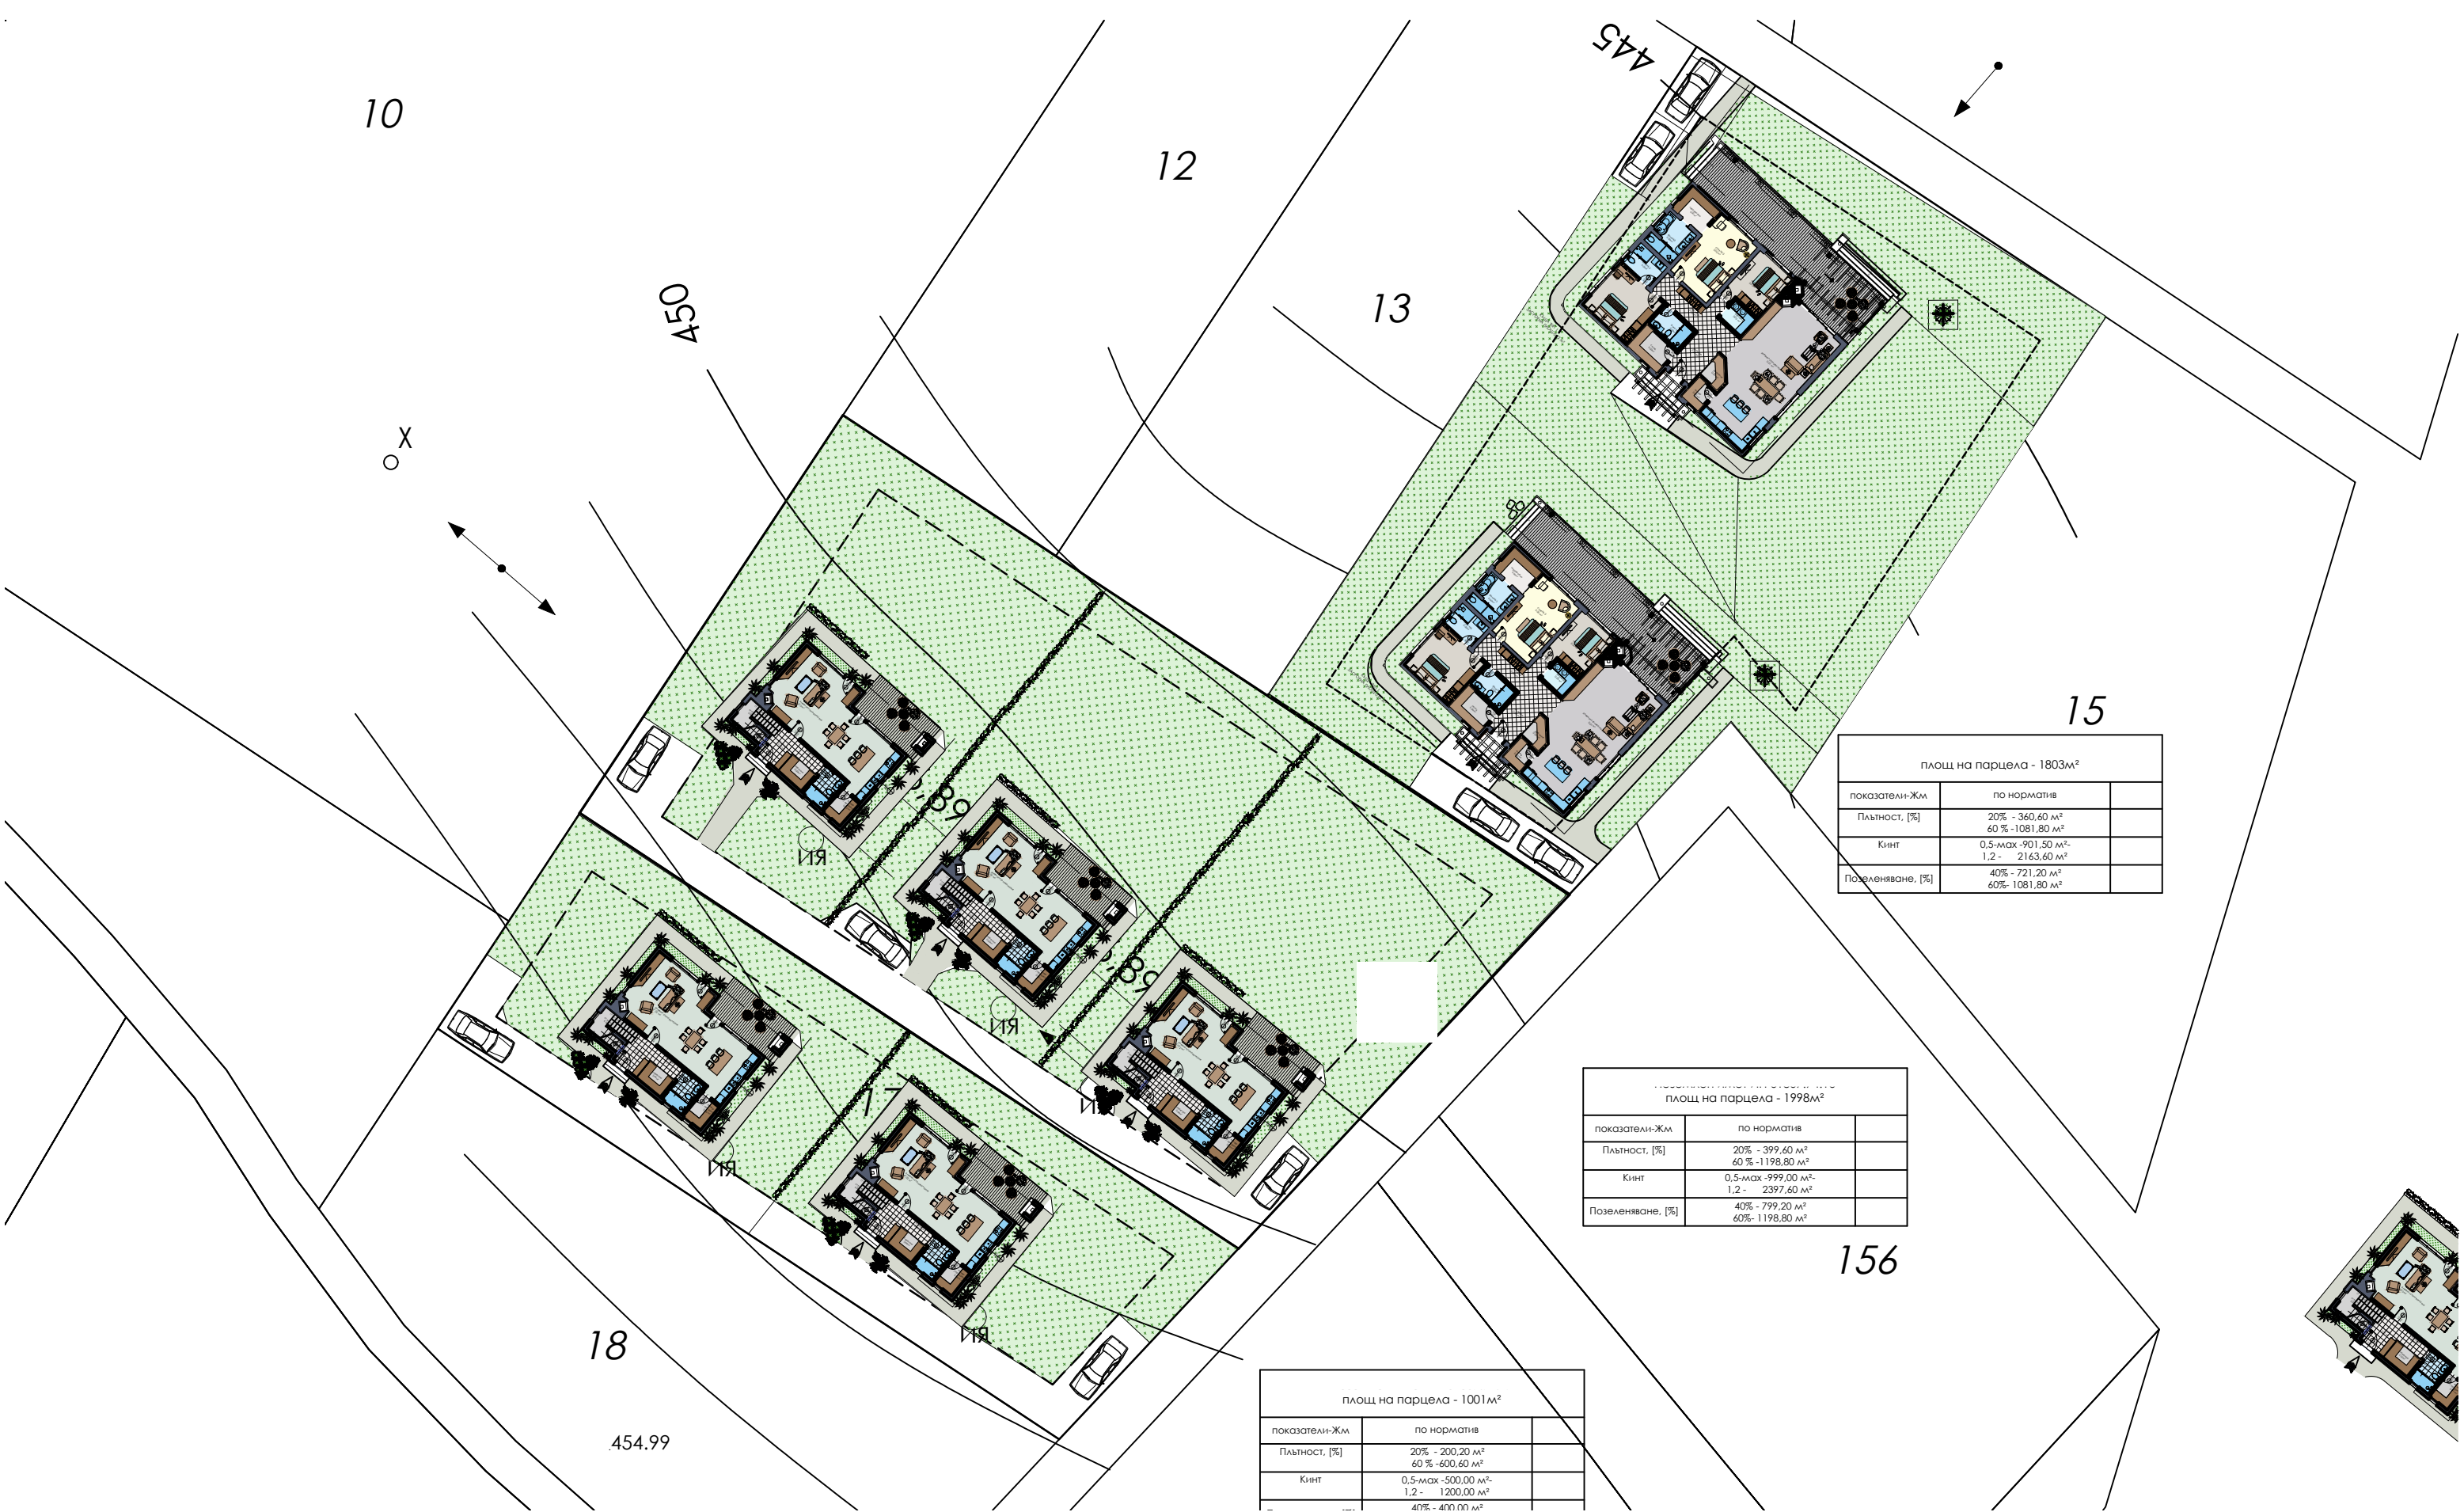 445
10
12
13
450
X
15
площ на парцела - 1803м²
показатели-Жм
по норматив
Плътност, [%]
20% - 360,60 м²
60 % -1081,80 м²
Кинт
0,5-мах -901,50 м²-
1,2 - 2163,60 м²
Позеленяване, [%]
40% - 721,20 м²
60%- 1081,80 м²
площ на парцела - 1998м²
показатели-Жм
по норматив
Плътност, [%]
20% - 399,60 м²
60 % -1198,80 м²
Кинт
0,5-мах -999,00 м²-
1,2 - 2397,60 м²
Позеленяване, [%]
40% - 799,20 м²
60%- 1198,80 м²
156
18
454.99
площ на парцела - 1001м²
показатели-Жм
по норматив
Плътност, [%]
20% - 200,20 м²
60 % -600,60 м²
Кинт
0,5-мах -500,00 м²-
1,2 - 1200,00 м²
40% - 400,00 м²